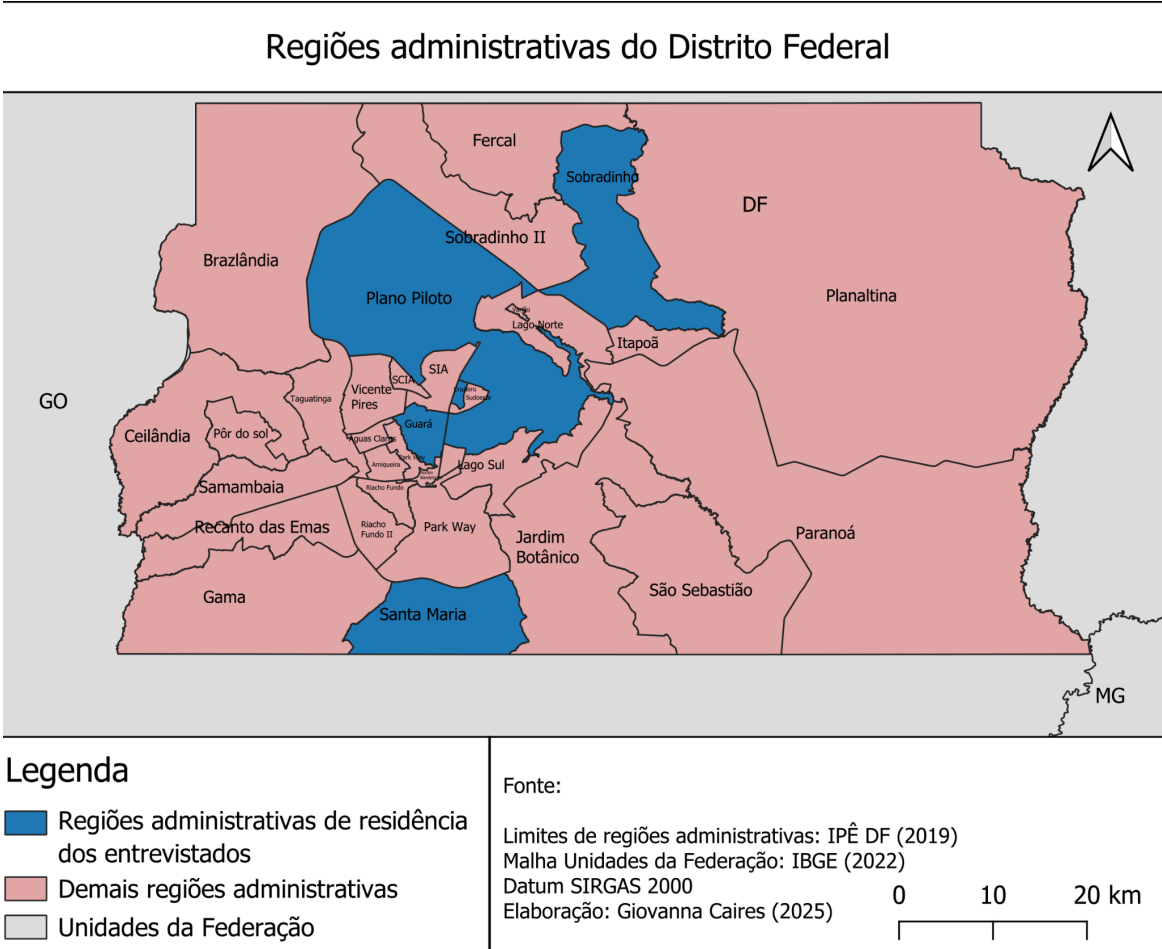 Regiões administrativas do Distrito Federal
Fercal
Sobradinho
DF
Sobradinho II
Brazlândia
Plano Piloto
Planaltina
Varjão
Lago Norte
Itapoã
SIA
SCIA
Vicente
Pires
Cruzeiro
Sudoeste
Taguatinga
GO
Ceilândia
Pôr do sol
Guará
Águas Claras
Park Way
Arniqueira
Lago Sul
Samambaia
Riacho Fundo
Recanto das Emas
Riacho
Fundo II
Park Way
Jardim
Botânico
Paranoá
São Sebastião
Gama
Santa Maria
MG
Legenda
Regiões administrativas de residência
dos entrevistados
Demais regiões administrativas
Unidades da Federação
Fonte:
Limites de regiões administrativas: IPÊ DF (2019)
Malha Unidades da Federação: IBGE (2022)
Datum SIRGAS 2000
Elaboração: Giovanna Caires (2025)
0 10 20 km